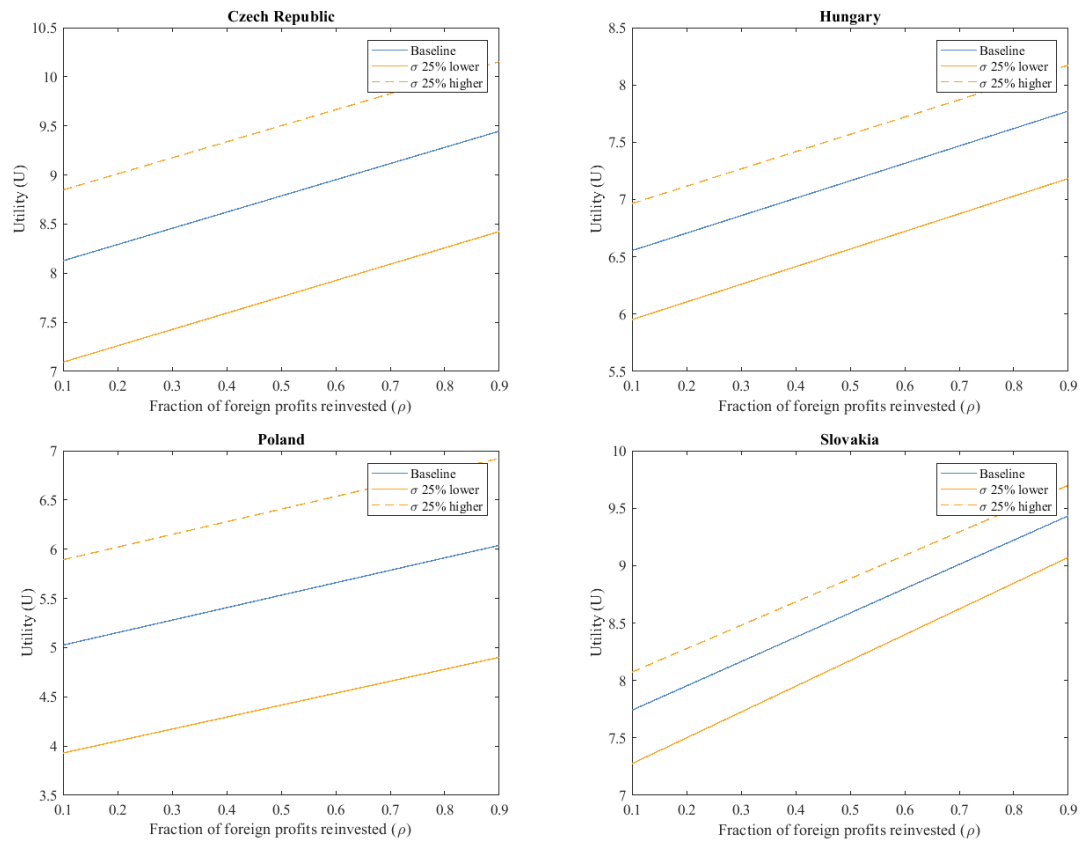 Czech Republic
10.5
10
9.5
9
8.5
8
7.5
7
Utility (U)
Baseline
σ 25% lower
σ 25% higher
0.1 0.2 0.3 0.4 0.5 0.6 0.7 0.8 0.9
Fraction of foreign profits reinvested (ρ)
Hungary
8.5
8
7.5
7
6.5
6
5.5
Utility (U)
Baseline
σ 25% lower
σ 25% higher
0.1 0.2 0.3 0.4 0.5 0.6 0.7 0.8 0.9
Fraction of foreign profits reinvested (ρ)
Poland
7
6.5
6
5.5
5
4.5
4
3.5
Utility (U)
Baseline
σ 25% lower
σ 25% higher
0.1 0.2 0.3 0.4 0.5 0.6 0.7 0.8 0.9
Fraction of foreign profits reinvested (ρ)
Slovakia
10
9.5
9
8.5
8
7.5
7
Utility (U)
Baseline
σ 25% lower
σ 25% higher
0.1 0.2 0.3 0.4 0.5 0.6 0.7 0.8 0.9
Fraction of foreign profits reinvested (ρ)